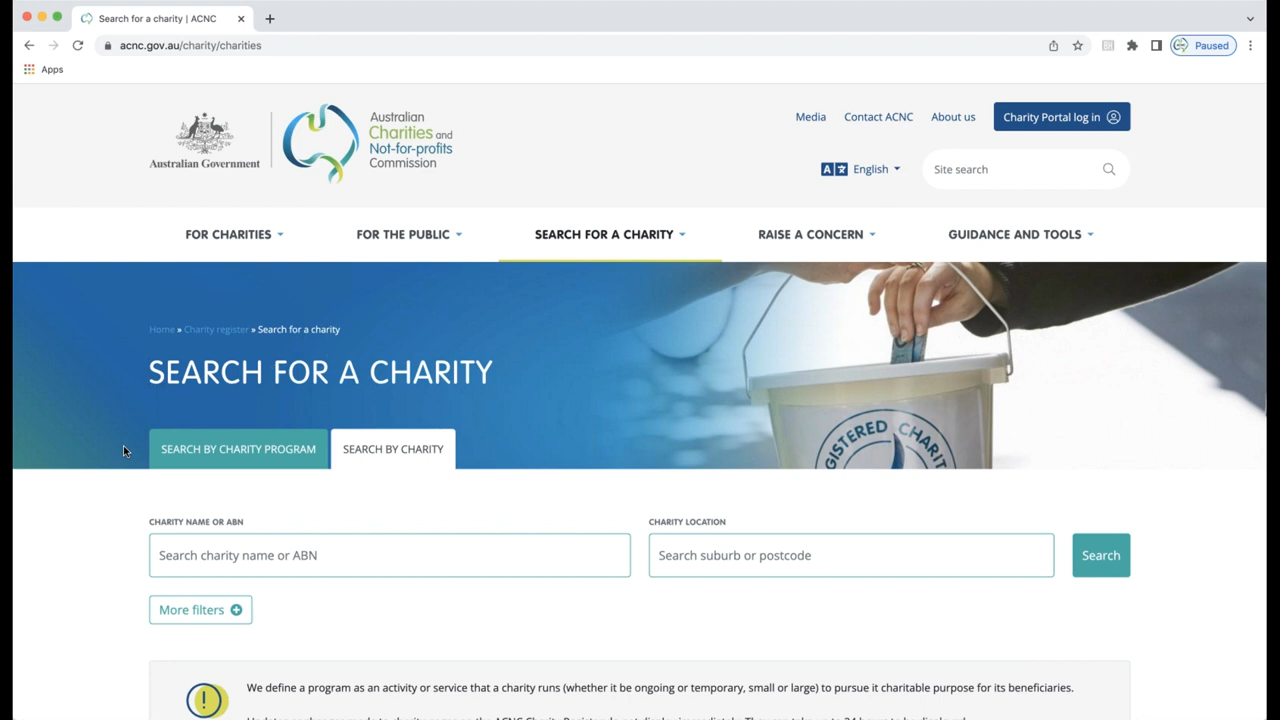 Search for a charity | ACNC
acnc.gov.au/charity/charities
Paused
Apps
Australian Government
Australian
Charities and
Not-for-profits
Commission
Media Contact ACNC About us Charity Portal log in
English Site search
FOR CHARITIES FOR THE PUBLIC SEARCH FOR A CHARITY RAISE A CONCERN GUIDANCE AND TOOLS
Home » Charity register » Search for a charity
SEARCH FOR A CHARITY
SEARCH BY CHARITY PROGRAM SEARCH BY CHARITY
CHARITY NAME OR ABN CHARITY LOCATION
Search charity name or ABN Search suburb or postcode Search
More filters
We define a program as an activity or service that a charity runs (whether it be ongoing or temporary, small or large) to pursue it charitable purpose for its beneficiaries.